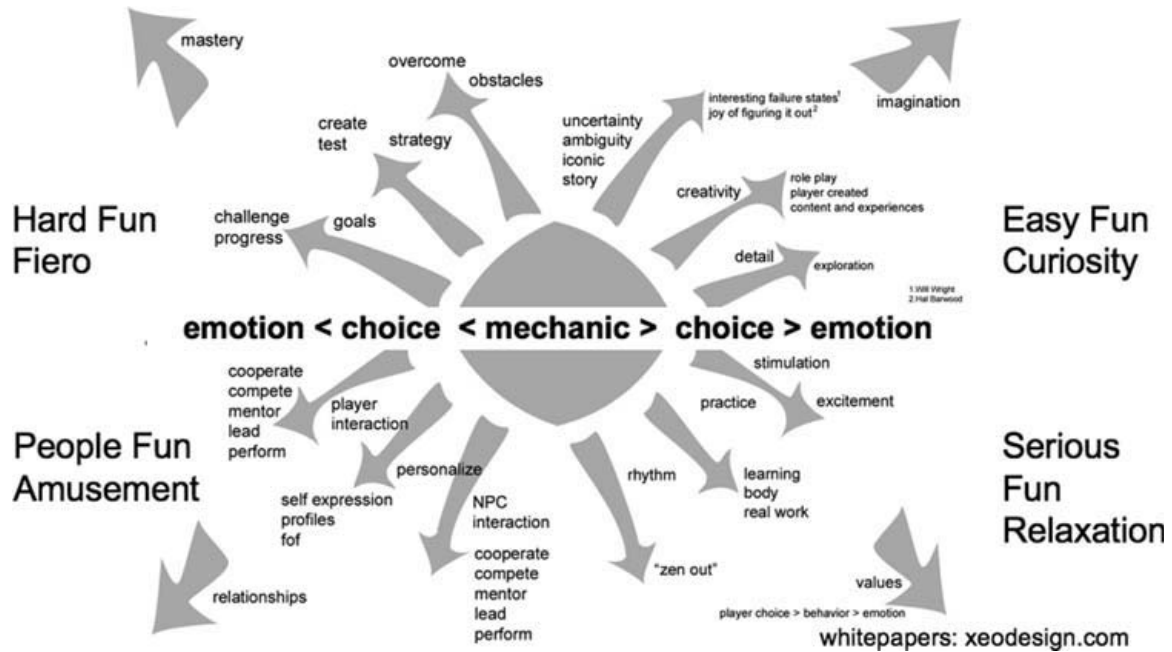 mastery
overcome
obstacles
create
test
strategy
challenge
progress
goals
Hard Fun
Fiero
uncertainty
ambiguity
iconic
story
interesting failure states¹
joy of figuring it out²
imagination
creativity
role play
player created
content and experiences
detail
exploration
Easy Fun
Curiosity
1.Will Wright
2.Hal Barwood
emotion < choice < mechanic > choice > emotion
cooperate
compete
mentor
lead
perform
player
interaction
People Fun
Amusement
personalize
self expression
profiles
fof
NPC
interaction
cooperate
compete
mentor
lead
perform
relationships
stimulation
excitement
practice
learning
body
real work
rhythm
"zen out"
Serious
Fun
Relaxation
values
player choice > behavior > emotion
whitepapers: xeodesign.com